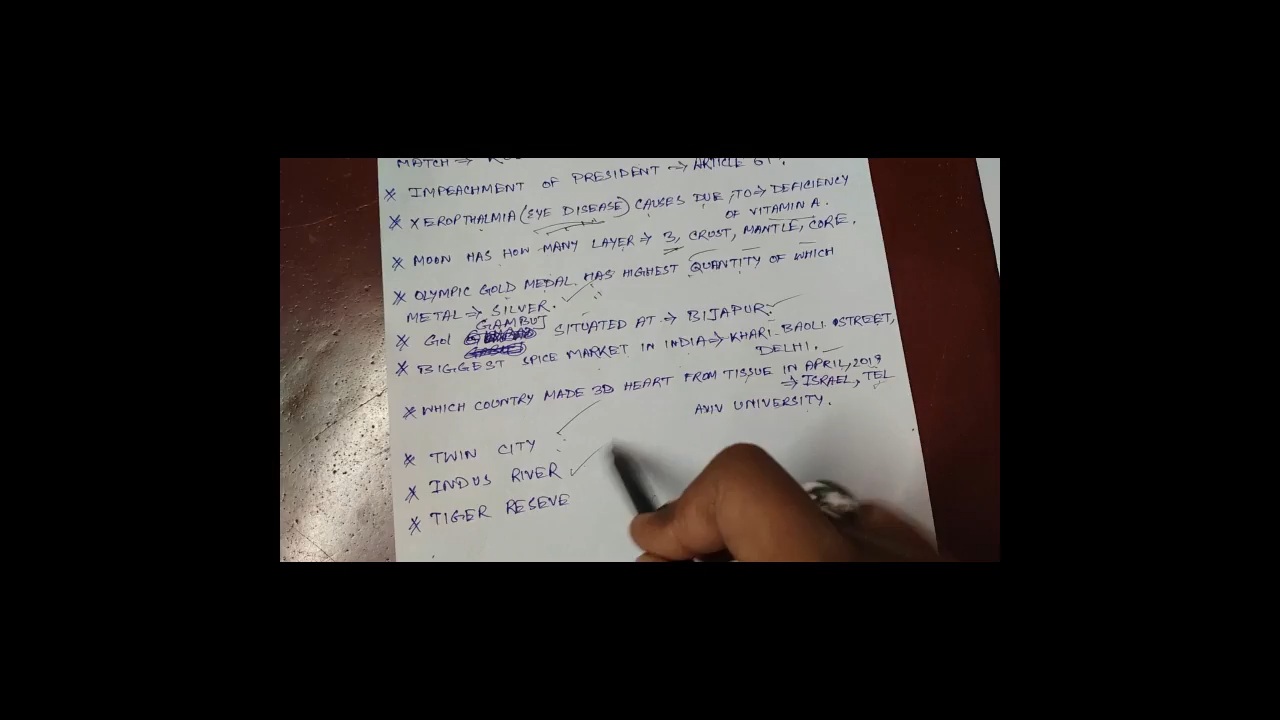 MATCH ⇒
* IMPEACHMENT OF PRESIDENT ⇒ ARTICLE 61.
* XEROPTHALMIA (EYE DISEASE) CAUSES DUE TO ⇒ DEFICIENCY
OF VITAMIN A.
* MOON HAS HOW MANY LAYER ⇒ 3, CRUST, MANTLE, CORE.
* OLYMPIC GOLD MEDAL HAS HIGHEST QUANTITY OF WHICH
METAL ⇒ SILVER.
GAMBUJ
* GOl SITUATED AT ⇒ BIJAPUR.
* BIGGEST SPICE MARKET IN INDIA ⇒ KHARI BAOLI STREET,
DELHI.
* WHICH COUNTRY MADE 3D HEART FROM TISSUE IN APRIL, 2019
⇒ ISRAEL, TEL
AVIV UNIVERSITY.
* TWIN CITY
* INDUS RIVER
* TIGER RESEVE